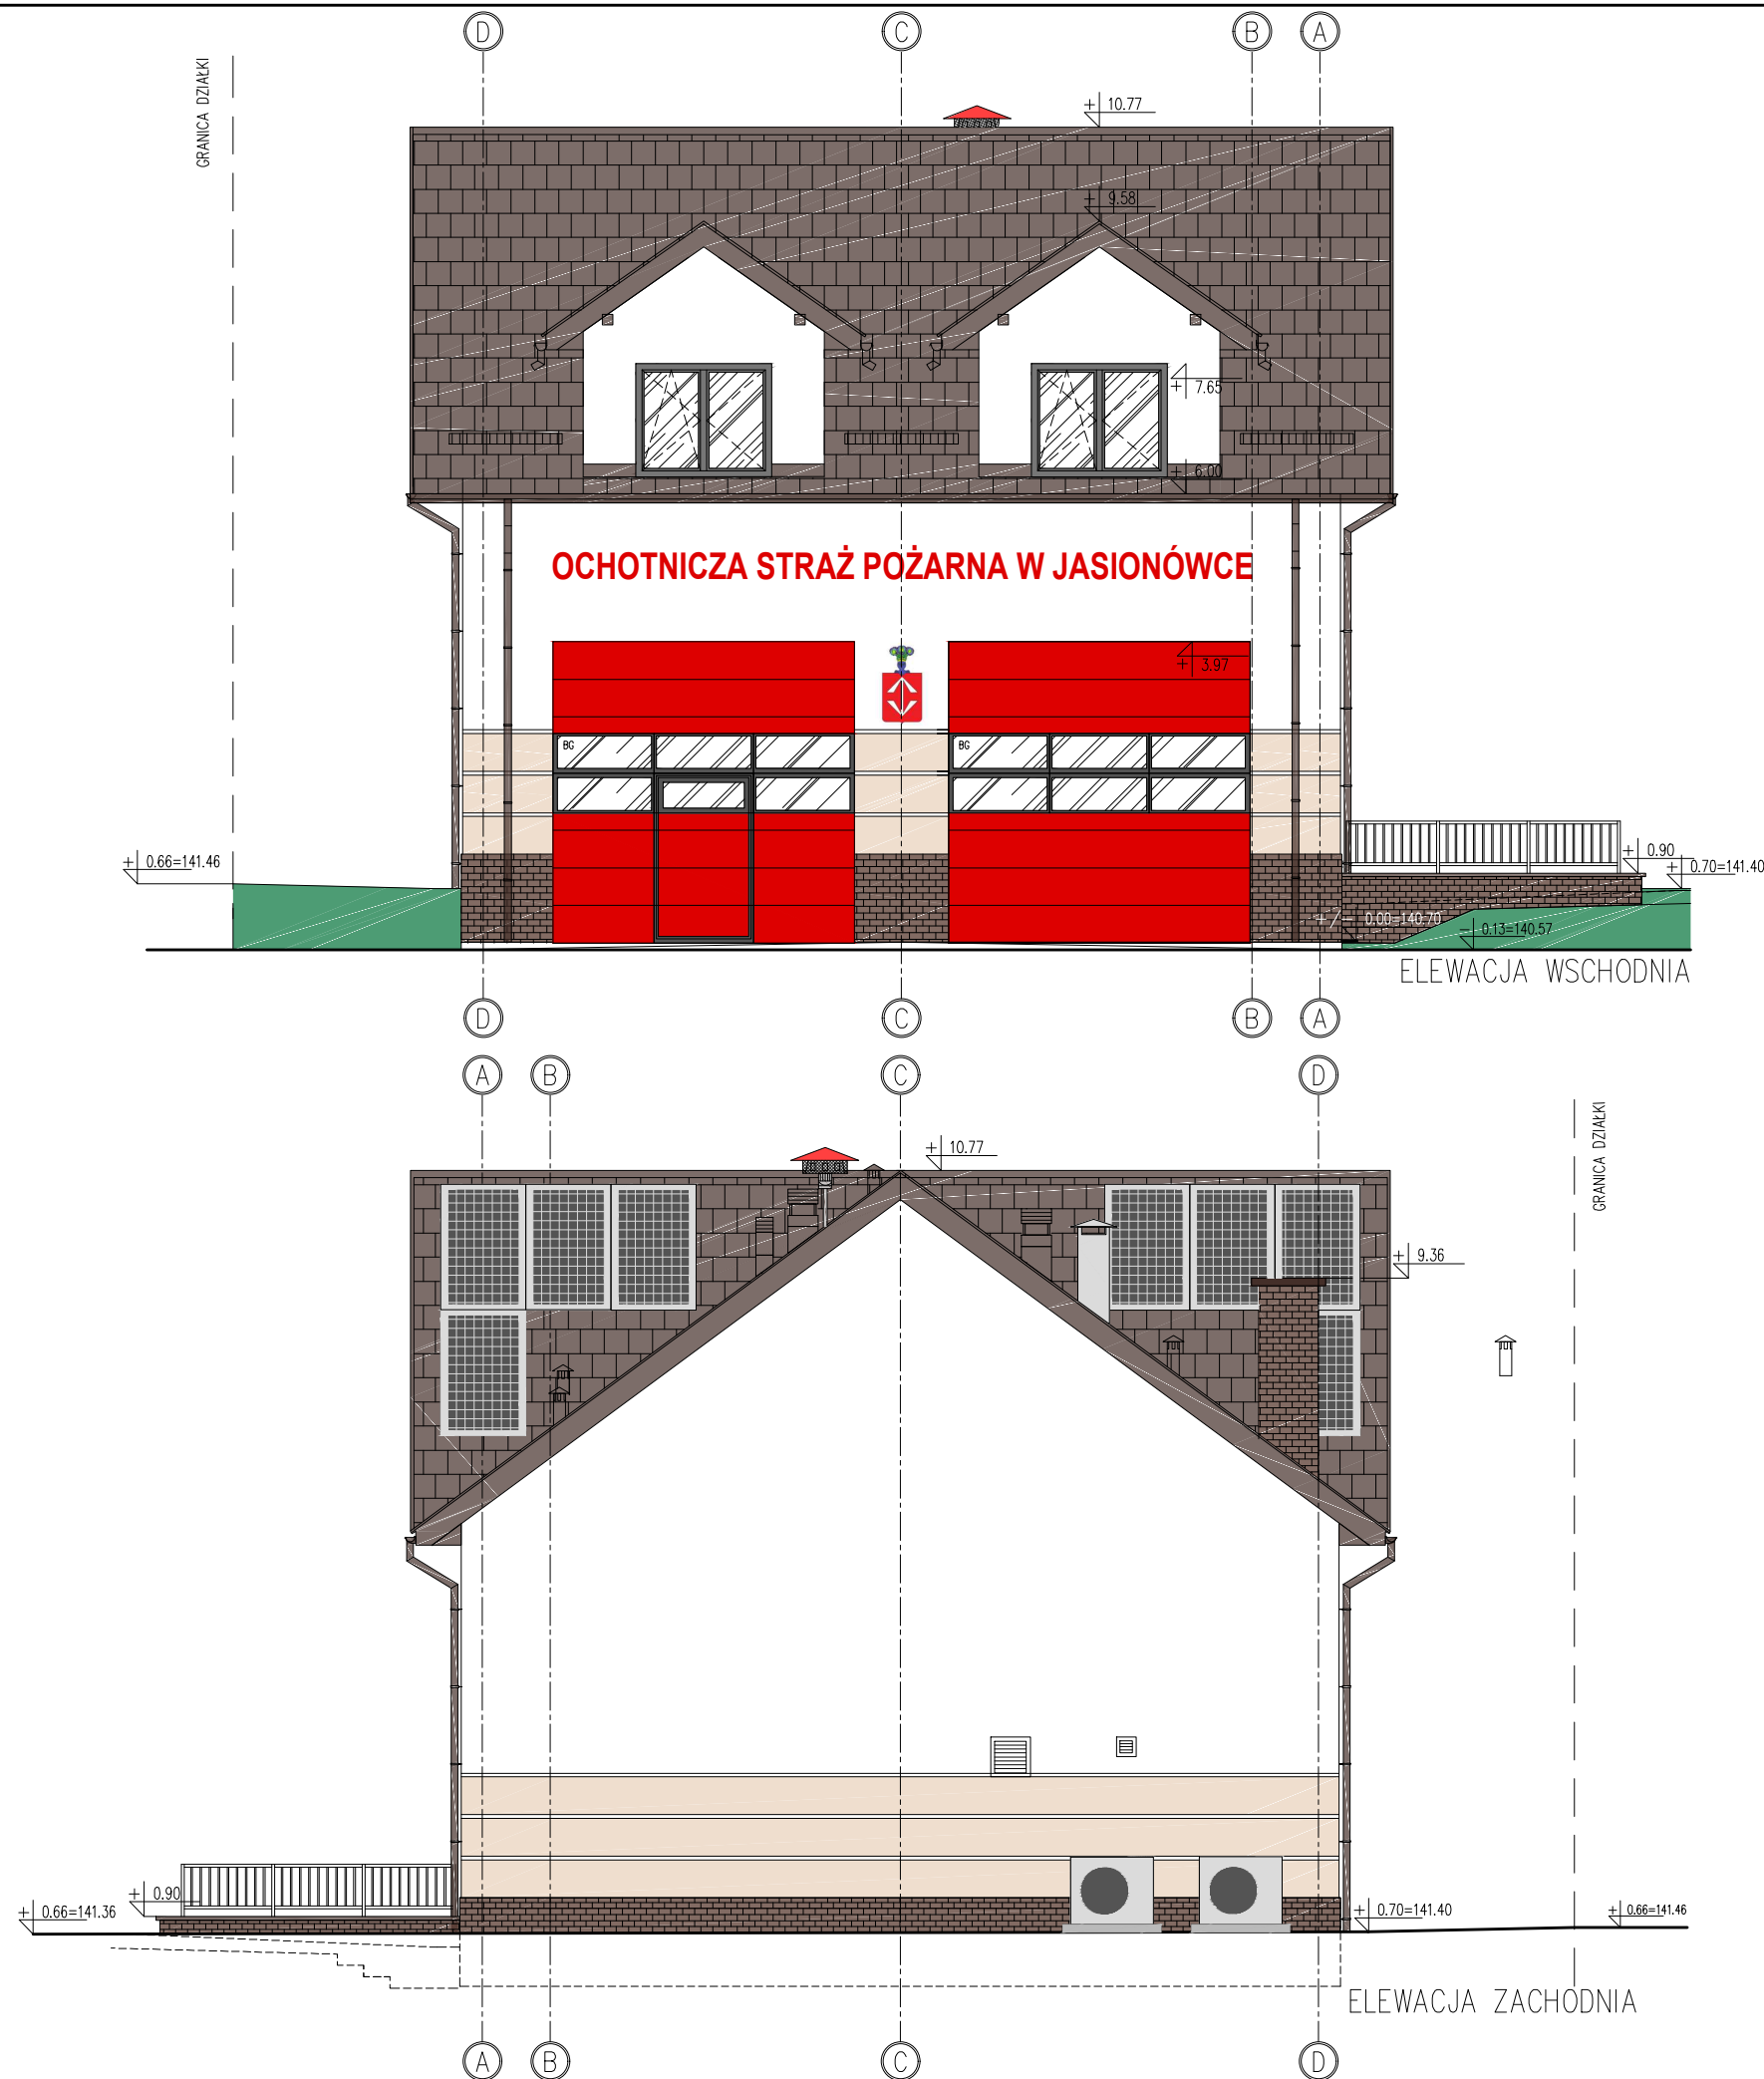 D C B A
GRANICA DZIAŁKI
+ 10.77
+ 9.58
+ 7.65
+ 6.00
OCHOTNICZA STRAŻ POŻARNA W JASIONÓWCE
+ 3.97
BG BG
+ 0.66=141.46
+ 0.90
+ 0.70=141.40
+/- 0.00=140.70
- 0.13=140.57
ELEWACJA WSCHODNIA
D C B A
A B C D
GRANICA DZIAŁKI
+ 10.77
+ 9.36
+ 0.90
+ 0.66=141.36
+ 0.70=141.40
+ 0.66=141.46
ELEWACJA ZACHODNIA
A B C D